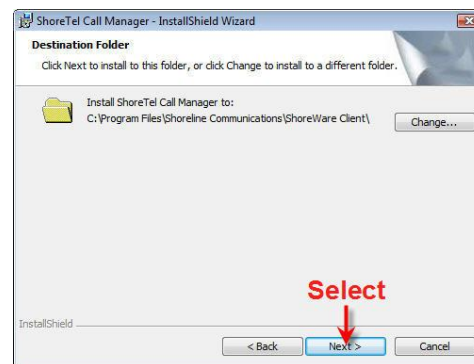 ShoreTel Call Manager - InstallShield Wizard
Destination Folder
Click Next to install to this folder, or click Change to install to a different folder.
Install ShoreTel Call Manager to:
C:\Program Files\Shoreline Communications\ShoreWare Client\
Change...
Select
InstallShield
< Back
Next >
Cancel